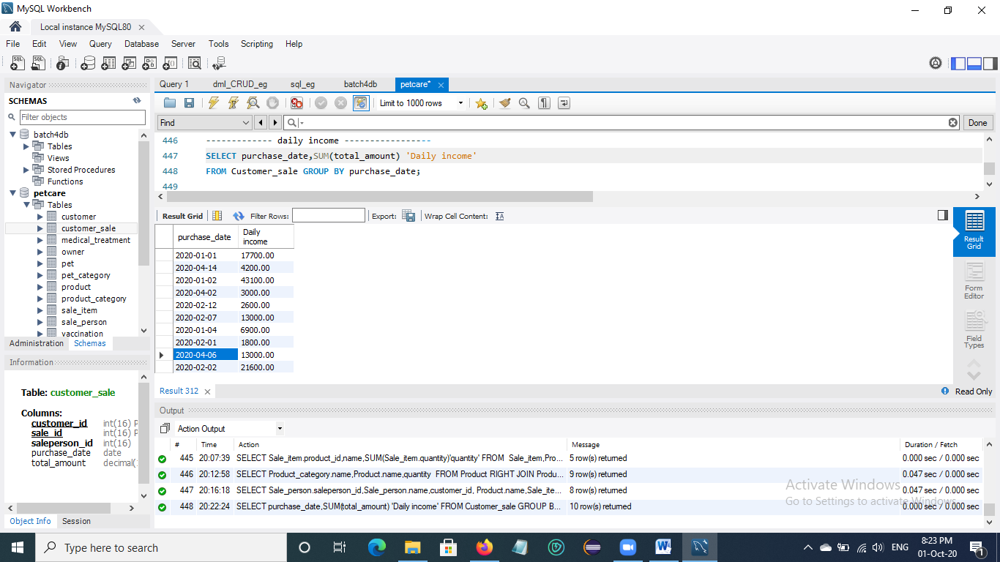 MySQL Workbench
Local instance MySQL80
File Edit View Query Database Server Tools Scripting Help
Navigator
SCHEMAS
Filter objects
batch4db
Tables
Views
Stored Procedures
Functions
petcare
Tables
customer
customer_sale
medical_treatment
owner
pet
pet_category
product
product_category
sale_item
sale_person
vaccination
Administration Schemas
Information
Table: customer_sale
Columns:
customer_id int(16) P
sale_id int(16) P
saleperson_id int(16)
purchase_date date
total_amount decimal(
Object Info Session
Query 1 dml_CRUD_eg sql_eg batch4db petcare*
Limit to 1000 rows
Find Done
446 ------------- daily income -----------------
447 SELECT purchase_date,SUM(total_amount) 'Daily income'
448 FROM Customer_sale GROUP BY purchase_date;
449
Result Grid Filter Rows: Export: Wrap Cell Content:
purchase_date Daily income
2020-01-01 17700.00
2020-04-14 4200.00
2020-01-02 43100.00
2020-04-02 3000.00
2020-02-12 2600.00
2020-02-07 13000.00
2020-01-04 6900.00
2020-02-01 1800.00
2020-04-06 13000.00
2020-02-02 21600.00
Result Grid
Form Editor
Field Types
Result 312 Read Only
Output
Action Output
# Time Action Message Duration / Fetch
445 20:07:39 SELECT Sale_item.product_id,name,SUM(Sale_item.quantity)'quantity' FROM Sale_item,Pro... 5 row(s) returned 0.000 sec / 0.000 sec
446 20:12:58 SELECT Product_category.name,Product.name,quantity FROM Product RIGHT JOIN Produ... 9 row(s) returned 0.047 sec / 0.000 sec
447 20:16:18 SELECT Sale_person.saleperson_id,Sale_person.name,customer_id, Product.name,Sale_ite... 8 row(s) returned 0.047 sec / 0.000 sec
448 20:22:24 SELECT purchase_date,SUM(total_amount) 'Daily income' FROM Customer_sale GROUP B... 10 row(s) returned 0.000 sec / 0.000 sec
Activate Windows
Go to Settings to activate Windows.
Type here to search
ENG
8:23 PM
01-Oct-20
1